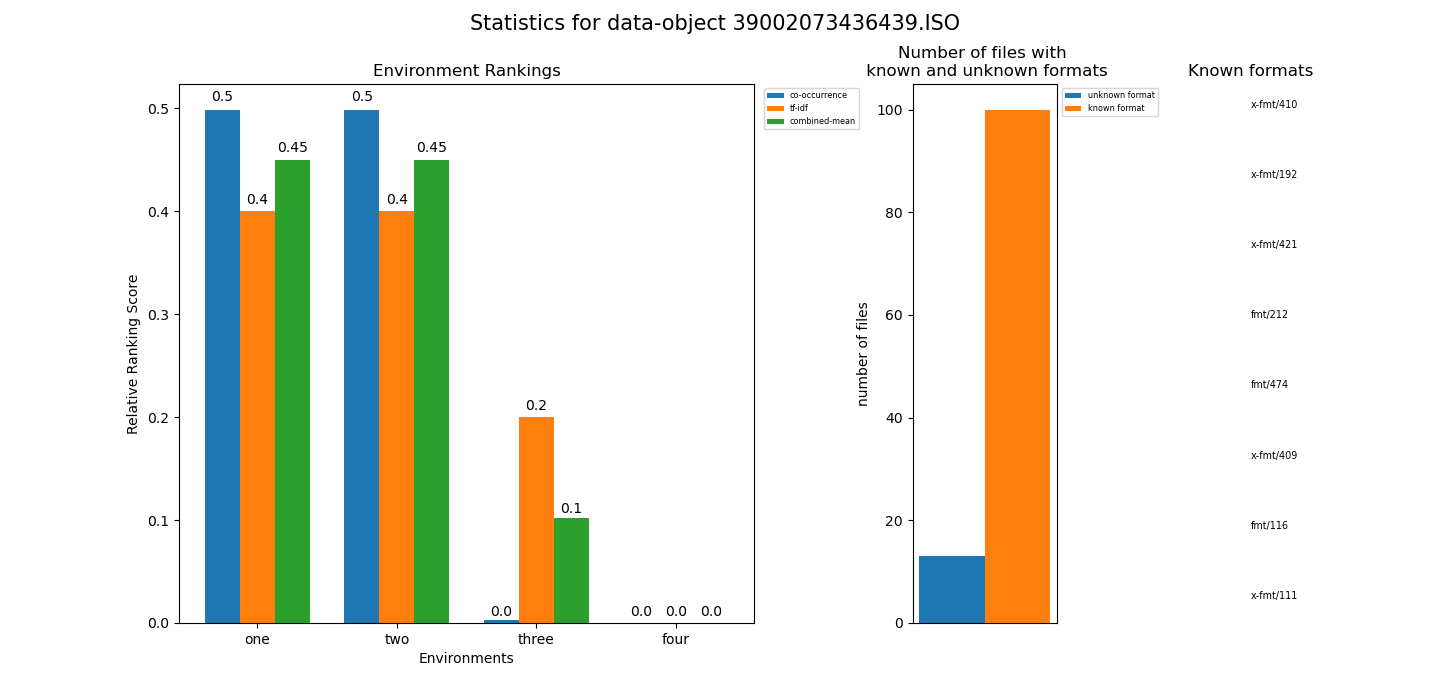 Statistics for data-object 39002073436439.ISO
Environment Rankings
0.5
0.4
0.3
0.2
0.1
0.0
Relative Ranking Score
0.5
0.4
0.45
0.5
0.4
0.45
0.0
0.2
0.1
0.0
0.0
0.0
one
two
three
four
Environments
co-occurrence
tf-idf
combined-mean
Number of files with
known and unknown formats
100
80
60
40
20
0
number of files
unknown format
known format
Known formats
x-fmt/410
x-fmt/192
x-fmt/421
fmt/212
fmt/474
x-fmt/409
fmt/116
x-fmt/111